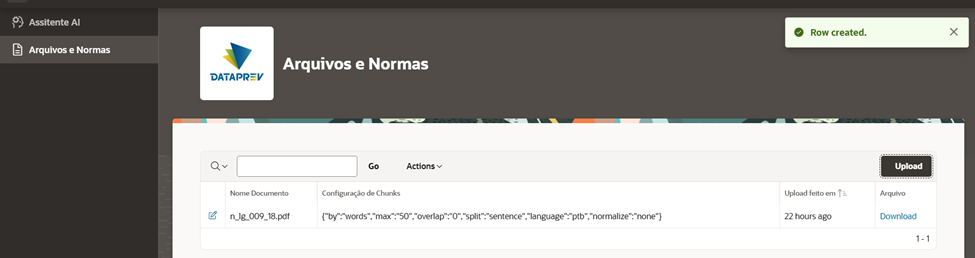 Assitente AI
Arquivos e Normas
Row created.
DATAPREV
Arquivos e Normas
Go Actions Upload
Nome Documento Configuração de Chunks Upload feito em Arquivo
n_lg_009_18.pdf {"by":"words","max":"50","overlap":"0","split":"sentence","language":"ptb","normalize":"none"} 22 hours ago Download
1 - 1